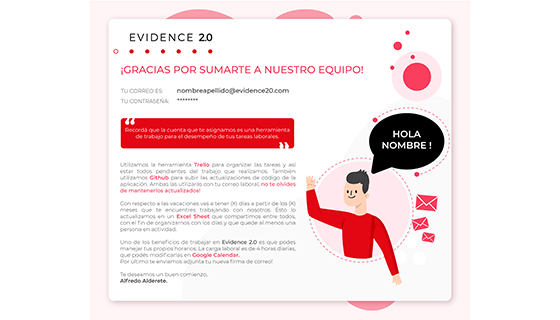 EVIDENCE 2.0
¡GRACIAS POR SUMARTE A NUESTRO EQUIPO!
TU CORREO ES: nombreapellido@evidence20.com
TU CONTRASEÑA: ********
Recordá que la cuenta que te asignamos es una herramienta
de trabajo para el desempeño de tus tareas laborales.
HOLA
NOMBRE !
Utilizamos la herramienta Trello para organizar las tareas y así
estar todos pendientes del trabajo que realizamos. También
utilizamos Github para subir las actualizaciones de código de la
aplicación. Ambas las utilizarás con tu correo laboral, no te olvides
de mantenerlos actualizados!
Con respecto a las vacaciones vas a tener (X) días a partir de los (X)
meses que te encuentres trabajando con nosotros. Esto lo
actualizamos en un Excel Sheet que compartimos entre todos,
con el fin de organizarnos con los días y que quede al menos una
persona en actividad.
Uno de los beneficios de trabajar en Evidence 2.0 es que podes
manejar tus propios horarios. La carga laboral es de 4 horas diarias,
que podés modificarlas en Google Calendar.
Por último te enviamos adjunta tu nueva firma de correo!
Te deseamos un buen comienzo,
Alfredo Alderete.